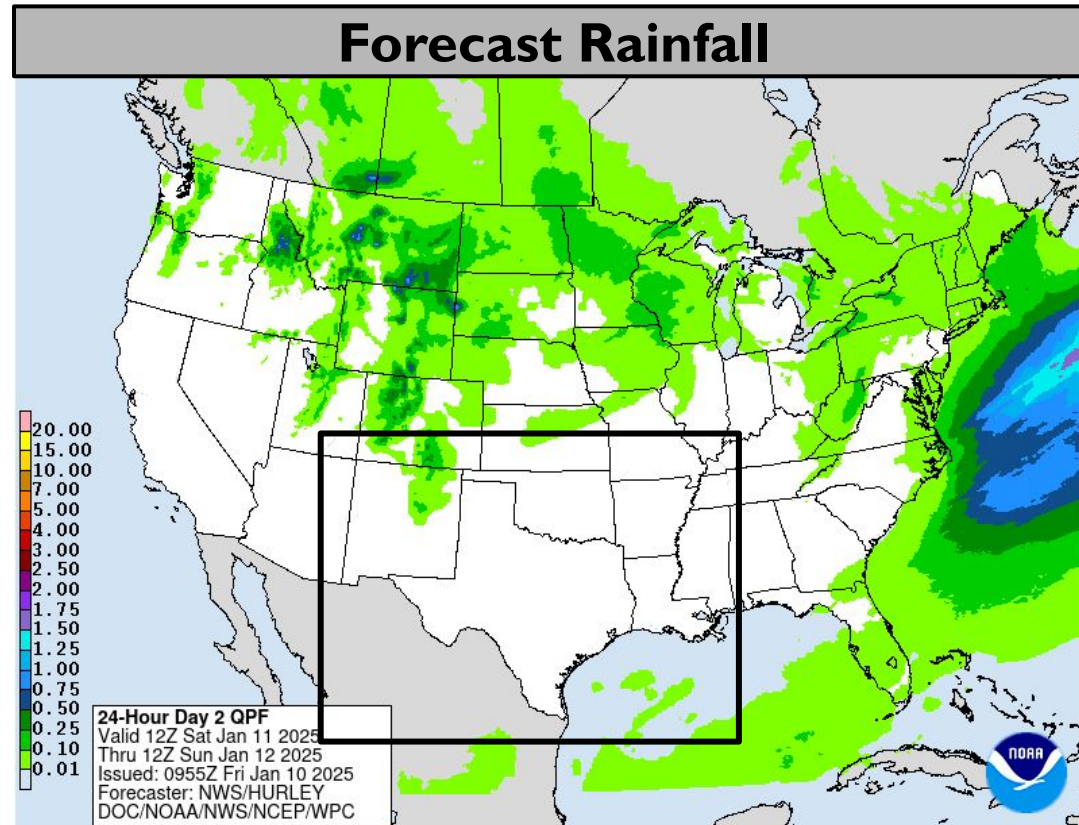 Forecast Rainfall
20.00
15.00
10.00
7.00
5.00
4.00
3.00
2.50
2.00
1.75
1.50
1.25
1.00
0.75
0.50
0.25
0.10
0.01
24-Hour Day 2 QPF
Valid 12Z Sat Jan 11 2025
Thru 12Z Sun Jan 12 2025
Issued: 0955Z Fri Jan 10 2025
Forecaster: NWS/HURLEY
DOC/NOAA/NWS/NCEP/WPC
NOAA